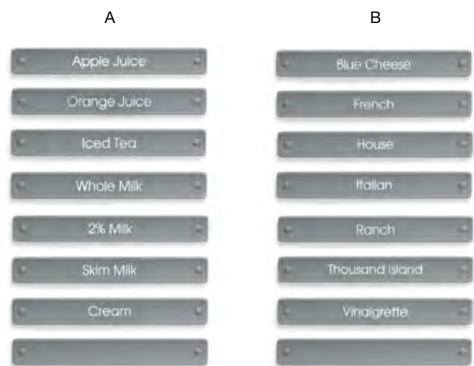 A
Apple Juice
Orange Juice
Iced Tea
Whole Milk
2% Milk
Skim Milk
Cream
B
Blue Cheese
French
House
Italian
Ranch
Thousand Island
Vinaigrette